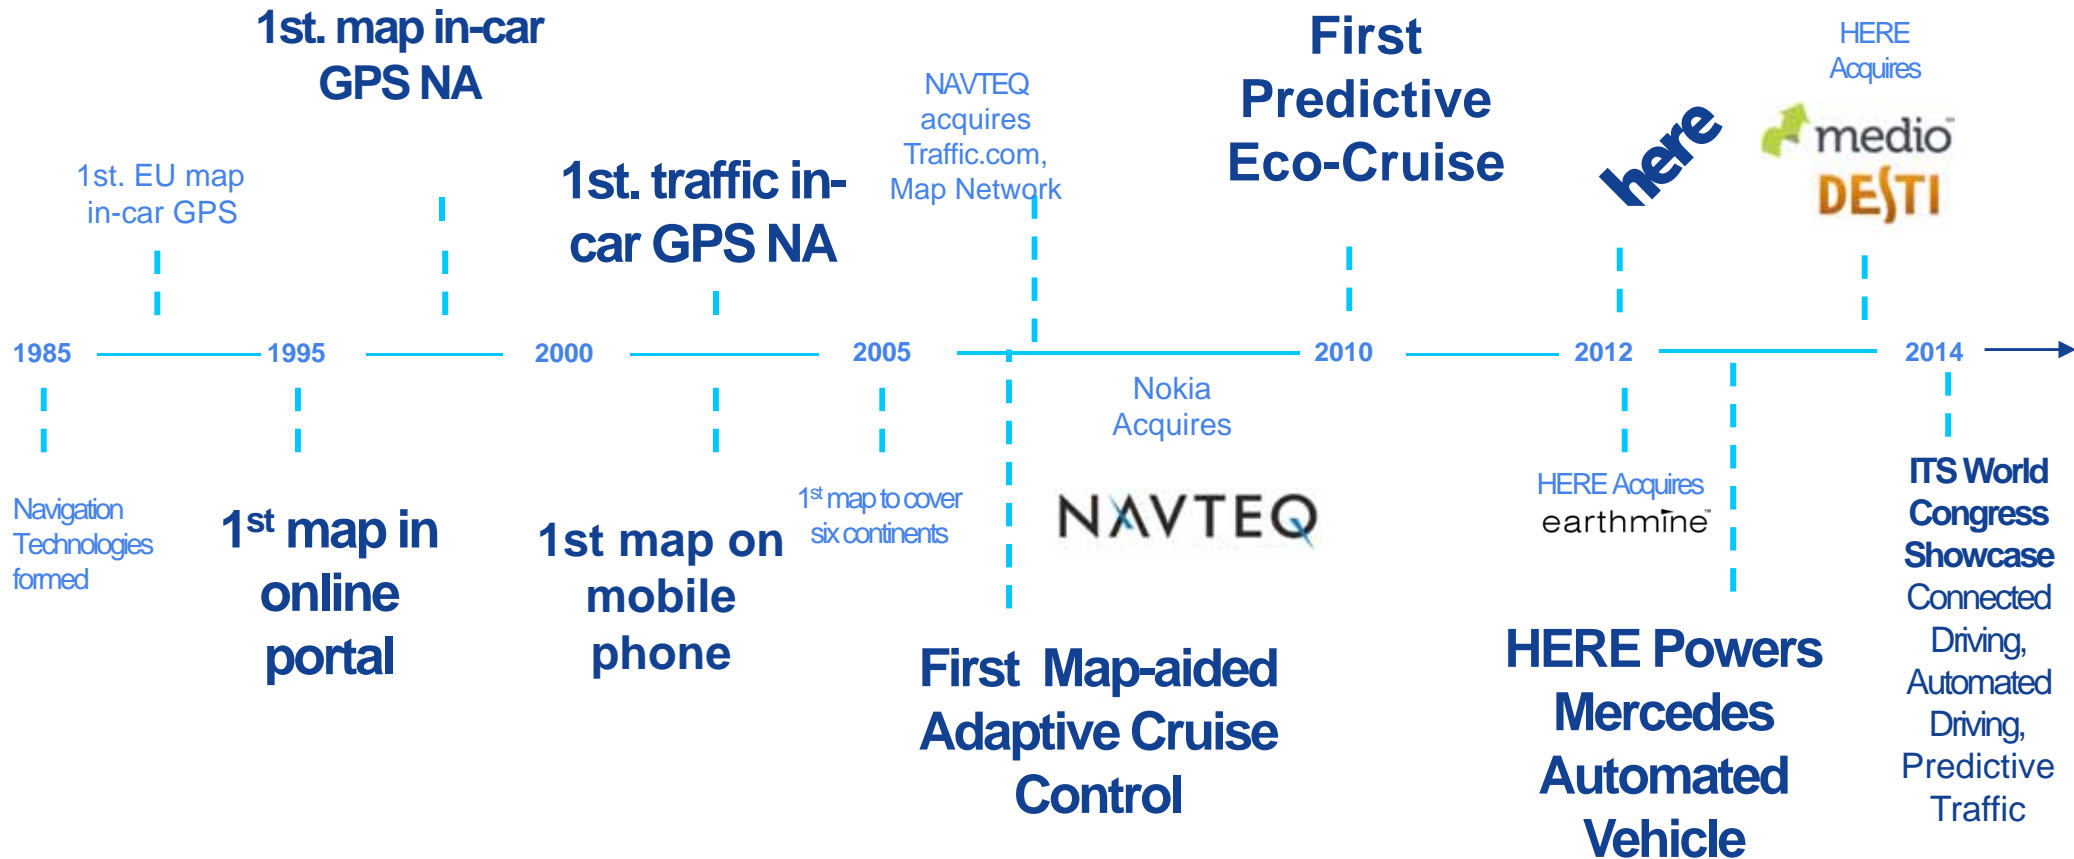 1st. map in-car
GPS NA
1st. EU map
in-car GPS
1st. traffic in-
car GPS NA
NAVTEQ
acquires
Traffic.com,
Map Network
First
Predictive
Eco-Cruise
here
HERE
Acquires
medio™
DESTI
1985
1995
2000
2005
2010
2012
2014
Navigation
Technologies
formed
1st map in
online
portal
1st map on
mobile
phone
1st map to cover
six continents
First Map-aided
Adaptive Cruise
Control
Nokia
Acquires
NAVTEQ
HERE Acquires
earthmine™
HERE Powers
Mercedes
Automated
Vehicle
ITS World
Congress
Showcase
Connected
Driving,
Automated
Driving,
Predictive
Traffic